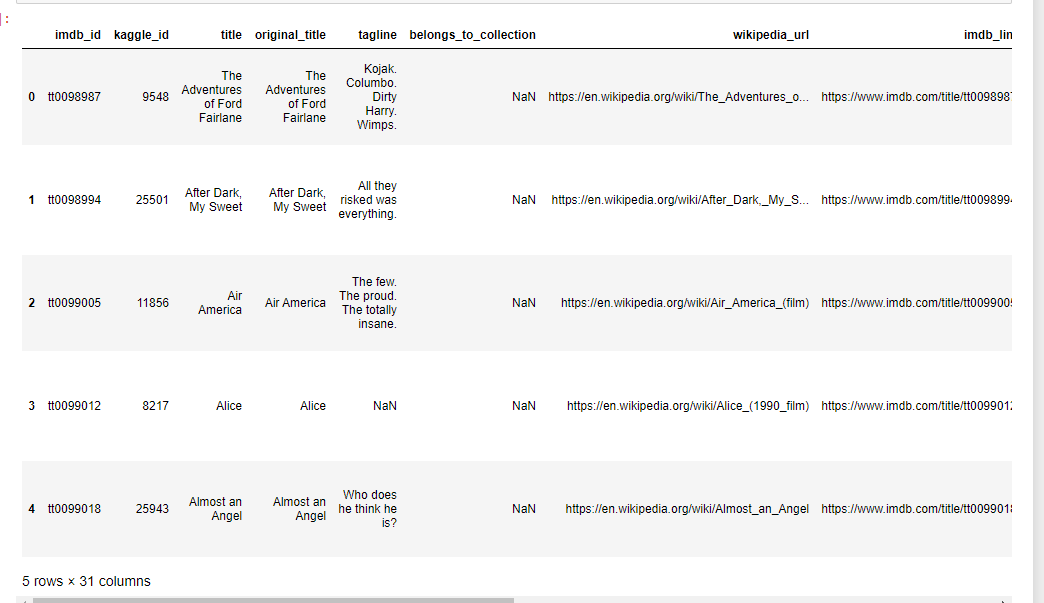 imdb_id kaggle_id title original_title tagline belongs_to_collection wikipedia_url imdb_lin
0 tt0098987 9548 The Adventures of Ford Fairlane The Adventures of Ford Fairlane Kojak. Columbo. Dirty Harry. Wimps. NaN https://en.wikipedia.org/wiki/The_Adventures_o... https://www.imdb.com/title/tt009898
1 tt0098994 25501 After Dark, My Sweet After Dark, My Sweet All they risked was everything. NaN https://en.wikipedia.org/wiki/After_Dark,_My_S... https://www.imdb.com/title/tt009899
2 tt0099005 11856 Air America Air America The few. The proud. The totally insane. NaN https://en.wikipedia.org/wiki/Air_America_(film) https://www.imdb.com/title/tt009900
3 tt0099012 8217 Alice Alice NaN NaN https://en.wikipedia.org/wiki/Alice_(1990_film) https://www.imdb.com/title/tt009901
4 tt0099018 25943 Almost an Angel Almost an Angel Who does he think he is? NaN https://en.wikipedia.org/wiki/Almost_an_Angel https://www.imdb.com/title/tt009901
5 rows × 31 columns